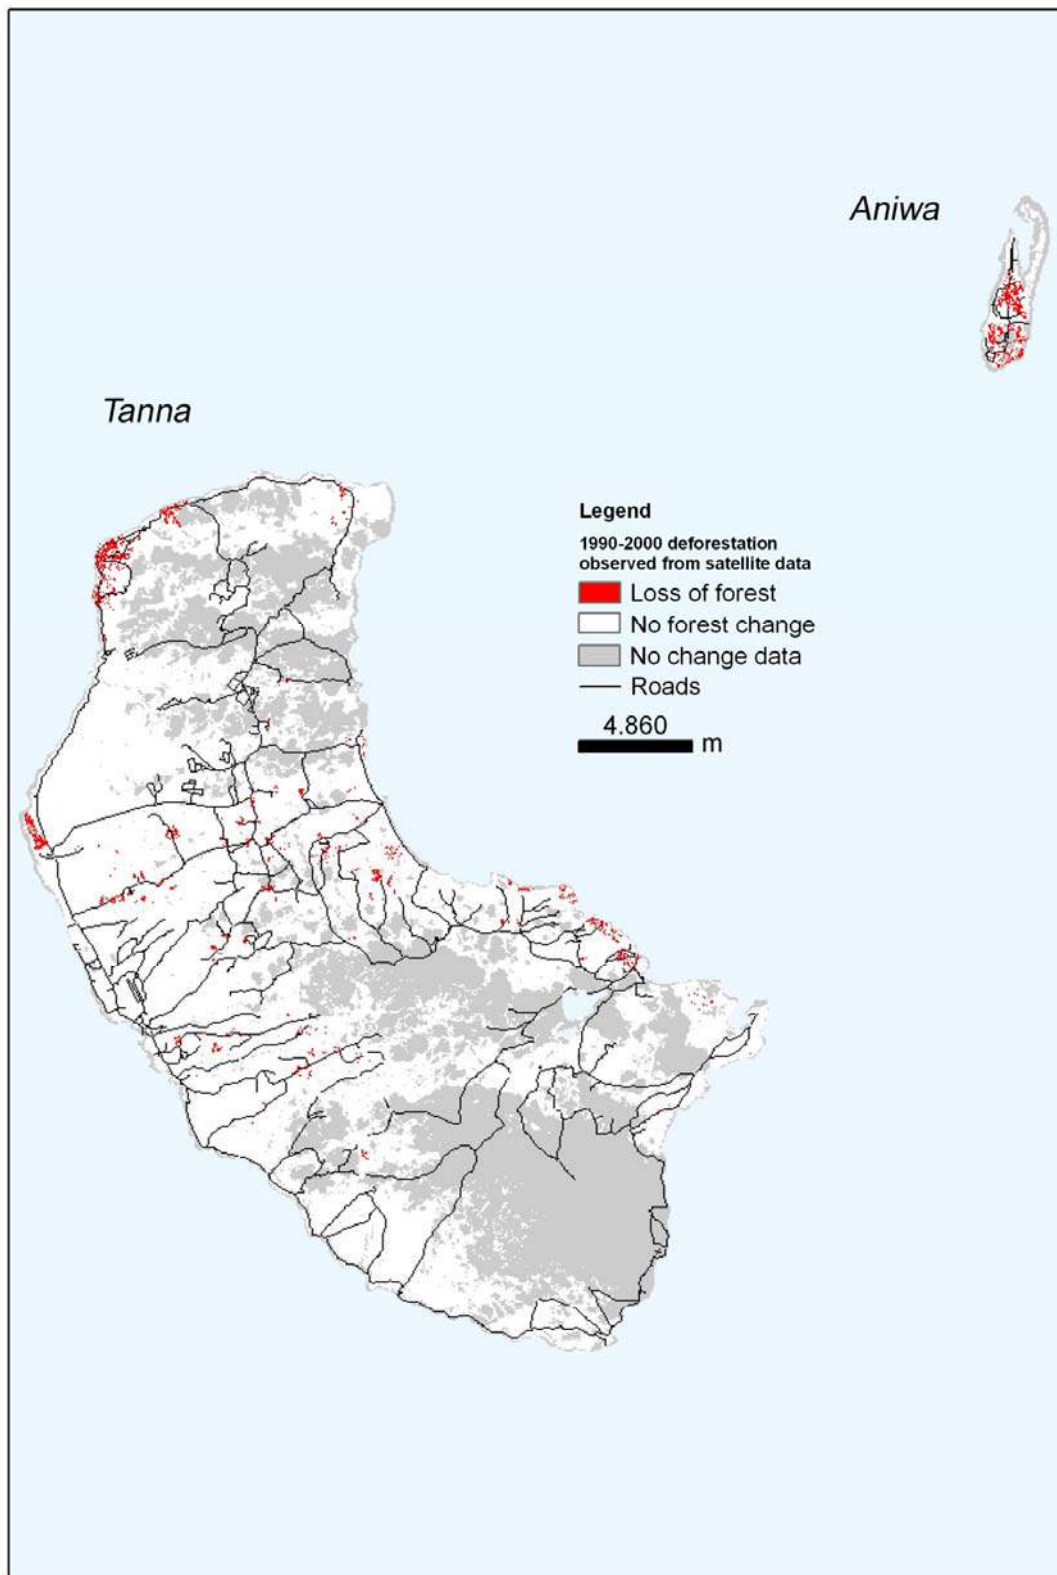 Aniwa
Tanna
Legend
1990-2000 deforestation
observed from satellite data
Loss of forest
No forest change
No change data
Roads
4.860
m